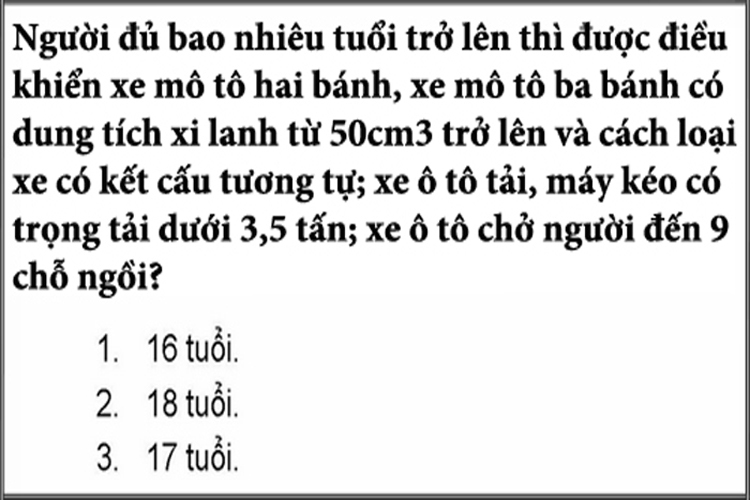 Người đủ bao nhiêu tuổi trở lên thì được điều
khiển xe mô tô hai bánh, xe mô tô ba bánh có
dung tích xi lanh từ 50cm3 trở lên và cách loại
xe có kết cấu tương tự; xe ô tô tải, máy kéo có
trọng tải dưới 3,5 tấn; xe ô tô chở người đến 9
chỗ ngồi?
1. 16 tuổi.
2. 18 tuổi.
3. 17 tuổi.